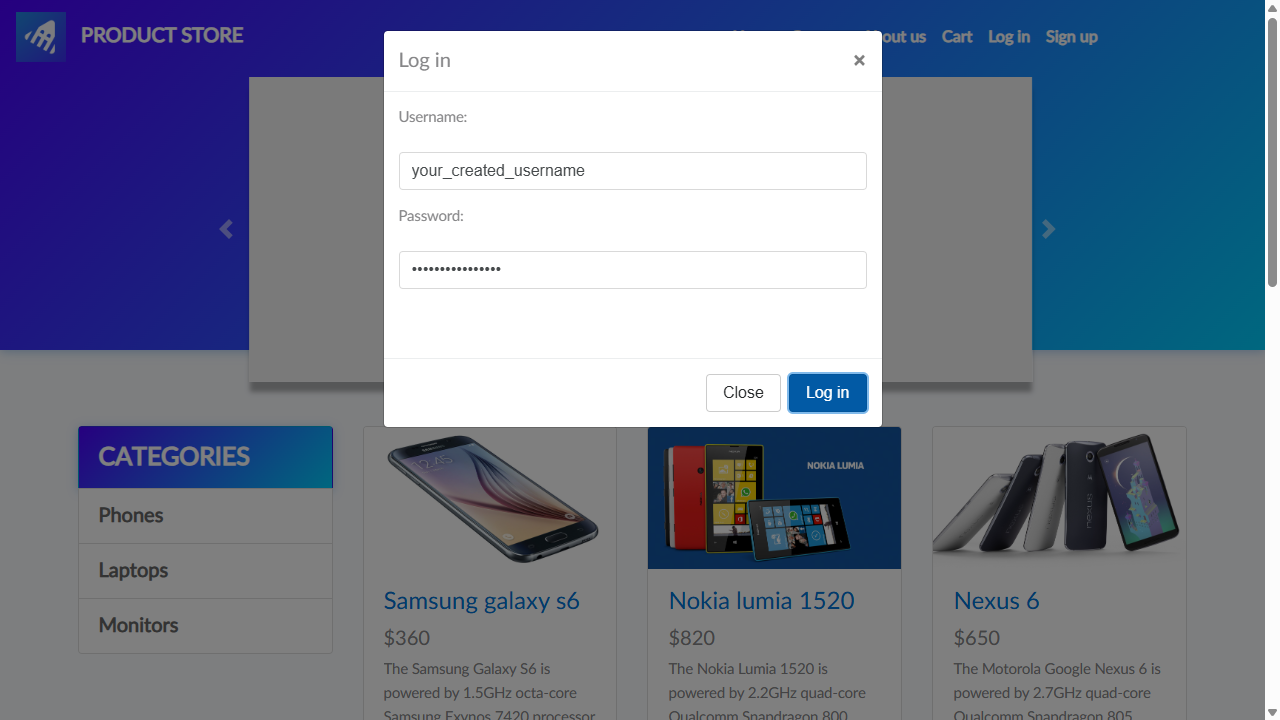 PRODUCT STORE
out us Cart Log in Sign up
Log in ×
Username:
your_created_username
Password:
••••••••••••••••
Close Log in
CATEGORIES
Phones
Laptops
Monitors
12:45
NOKIA LUMIA
nexus
Samsung galaxy s6
$360
The Samsung Galaxy S6 is
powered by 1.5GHz octa-core
Samsung Exynos 7420 processor
Nokia lumia 1520
$820
The Nokia Lumia 1520 is
powered by 2.2GHz quad-core
Qualcomm Snapdragon 800
Nexus 6
$650
The Motorola Google Nexus 6 is
powered by 2.7GHz quad-core
Qualcomm Snapdragon 805